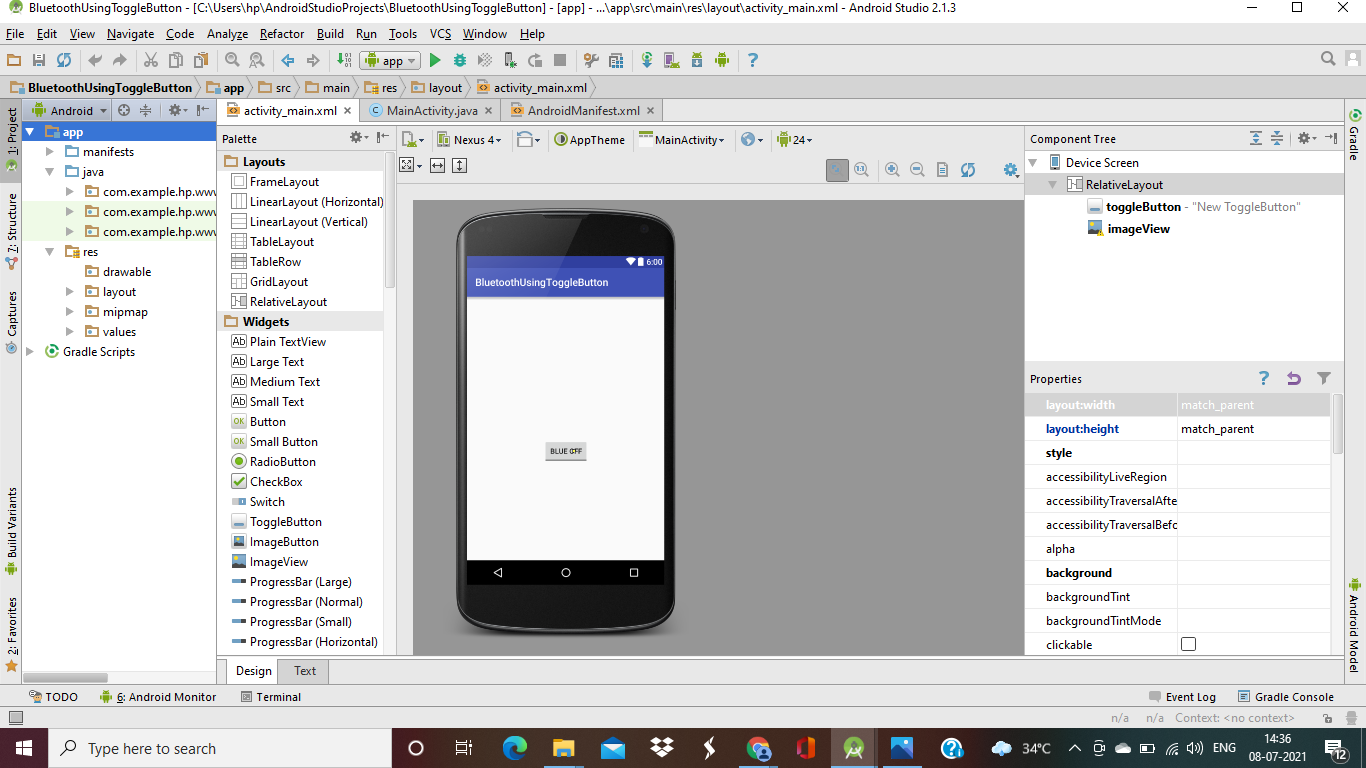 BluetoothUsingToggleButton - [C:\Users\hp\AndroidStudioProjects\BluetoothUsingToggleButton] - [app] - ...\app\src\main\res\layout\activity_main.xml - Android Studio 2.1.3
File Edit View Navigate Code Analyze Refactor Build Run Tools VCS Window Help
app
BluetoothUsingToggleButton app src main res layout activity_main.xml
1: Project
7: Structure
Captures
Build Variants
2: Favorites
Android
app
manifests
java
com.example.hp.www
com.example.hp.www
com.example.hp.www
res
drawable
layout
mipmap
values
Gradle Scripts
activity_main.xml MainActivity.java AndroidManifest.xml
Palette
Layouts
FrameLayout
LinearLayout (Horizontal)
LinearLayout (Vertical)
TableLayout
TableRow
GridLayout
RelativeLayout
Widgets
Plain TextView
Large Text
Medium Text
Small Text
Button
Small Button
RadioButton
CheckBox
Switch
ToggleButton
ImageButton
ImageView
ProgressBar (Large)
ProgressBar (Normal)
ProgressBar (Small)
ProgressBar (Horizontal)
Nexus 4 AppTheme MainActivity 24
6:00
BluetoothUsingToggleButton
BLUE OFF
Design Text
Component Tree
Device Screen
RelativeLayout
toggleButton - "New ToggleButton"
imageView
Properties
layout:width match_parent
layout:height match_parent
style
accessibilityLiveRegion
accessibilityTraversalAfte
accessibilityTraversalBefo
alpha
background
backgroundTint
backgroundTintMode
clickable
Gradle
Android Model
TODO 6: Android Monitor Terminal Event Log Gradle Console
n/a n/a Context: <no context>
Type here to search
34°C ENG 14:36
08-07-2021
12